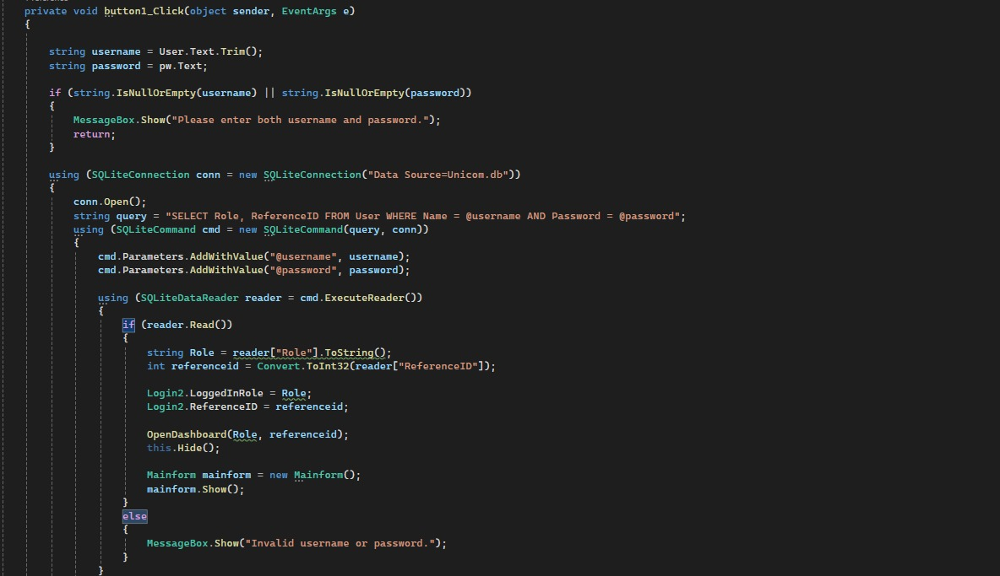 private void button1_Click(object sender, EventArgs e)
{
string username = User.Text.Trim();
string password = pw.Text;
if (string.IsNullOrEmpty(username) || string.IsNullOrEmpty(password))
{
MessageBox.Show("Please enter both username and password.");
return;
}
using (SQLiteConnection conn = new SQLiteConnection("Data Source=Unicom.db"))
{
conn.Open();
string query = "SELECT Role, ReferenceID FROM User WHERE Name = @username AND Password = @password";
using (SQLiteCommand cmd = new SQLiteCommand(query, conn))
{
cmd.Parameters.AddWithValue("@username", username);
cmd.Parameters.AddWithValue("@password", password);
using (SQLiteDataReader reader = cmd.ExecuteReader())
{
if (reader.Read())
{
string Role = reader["Role"].ToString();
int referenceid = Convert.ToInt32(reader["ReferenceID"]);
Login2.LoggedInRole = Role;
Login2.ReferenceID = referenceid;
OpenDashboard(Role, referenceid);
this.Hide();
Mainform mainform = new Mainform();
mainform.Show();
}
else
{
MessageBox.Show("Invalid username or password.");
}
}